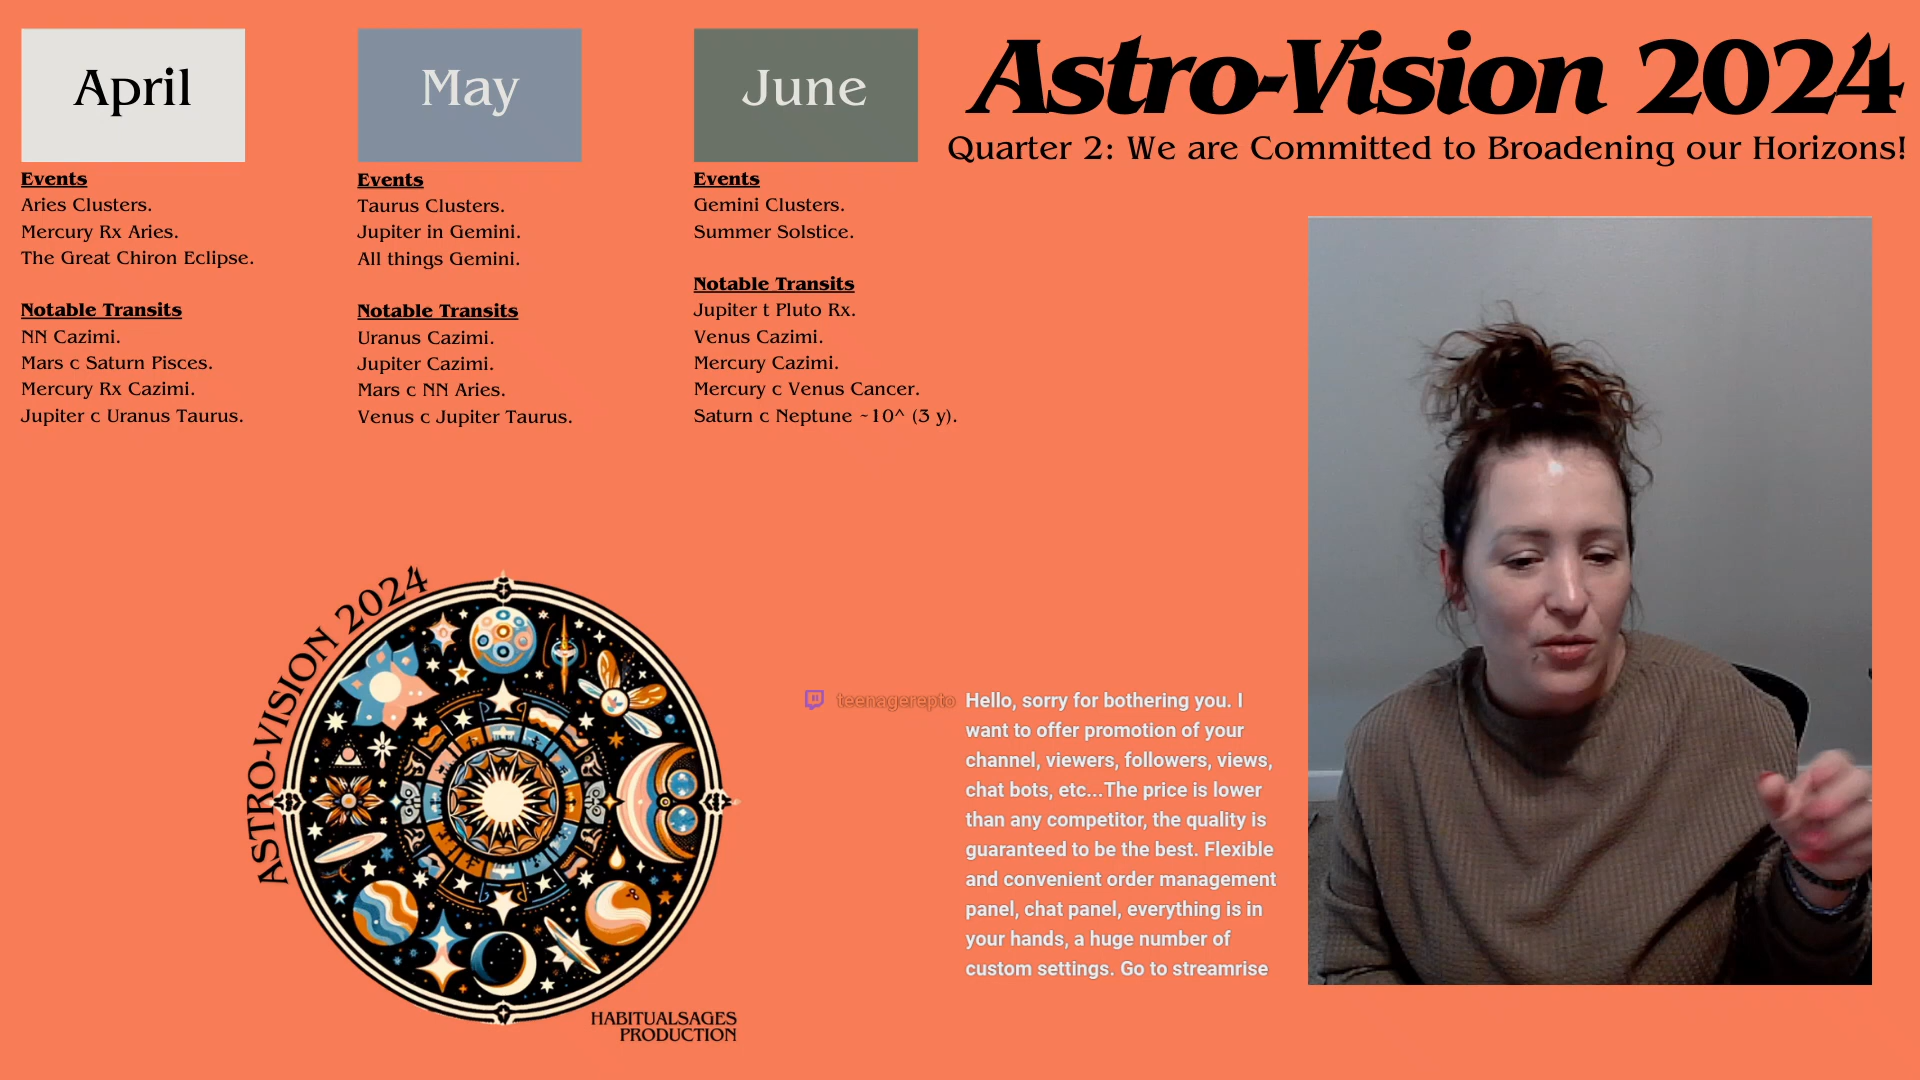 April
Events
Aries Clusters.
Mercury Rx Aries.
The Great Chiron Eclipse.
Notable Transits
NN Cazimi.
Mars c Saturn Pisces.
Mercury Rx Cazimi.
Jupiter c Uranus Taurus.
May
Events
Taurus Clusters.
Jupiter in Gemini.
All things Gemini.
Notable Transits
Uranus Cazimi.
Jupiter Cazimi.
Mars c NN Aries.
Venus c Jupiter Taurus.
June
Events
Gemini Clusters.
Summer Solstice.
Notable Transits
Jupiter t Pluto Rx.
Venus Cazimi.
Mercury Cazimi.
Mercury c Venus Cancer.
Saturn c Neptune ~10^ (3 y).
Astro-Vision 2024
Quarter 2: We are Committed to Broadening our Horizons!
ASTRO-VISION 2024
HABITUALSAGES
PRODUCTION
teenagerepto Hello, sorry for bothering you. I
want to offer promotion of your
channel, viewers, followers, views,
chat bots, etc...The price is lower
than any competitor, the quality is
guaranteed to be the best. Flexible
and convenient order management
panel, chat panel, everything is in
your hands, a huge number of
custom settings. Go to streamrise